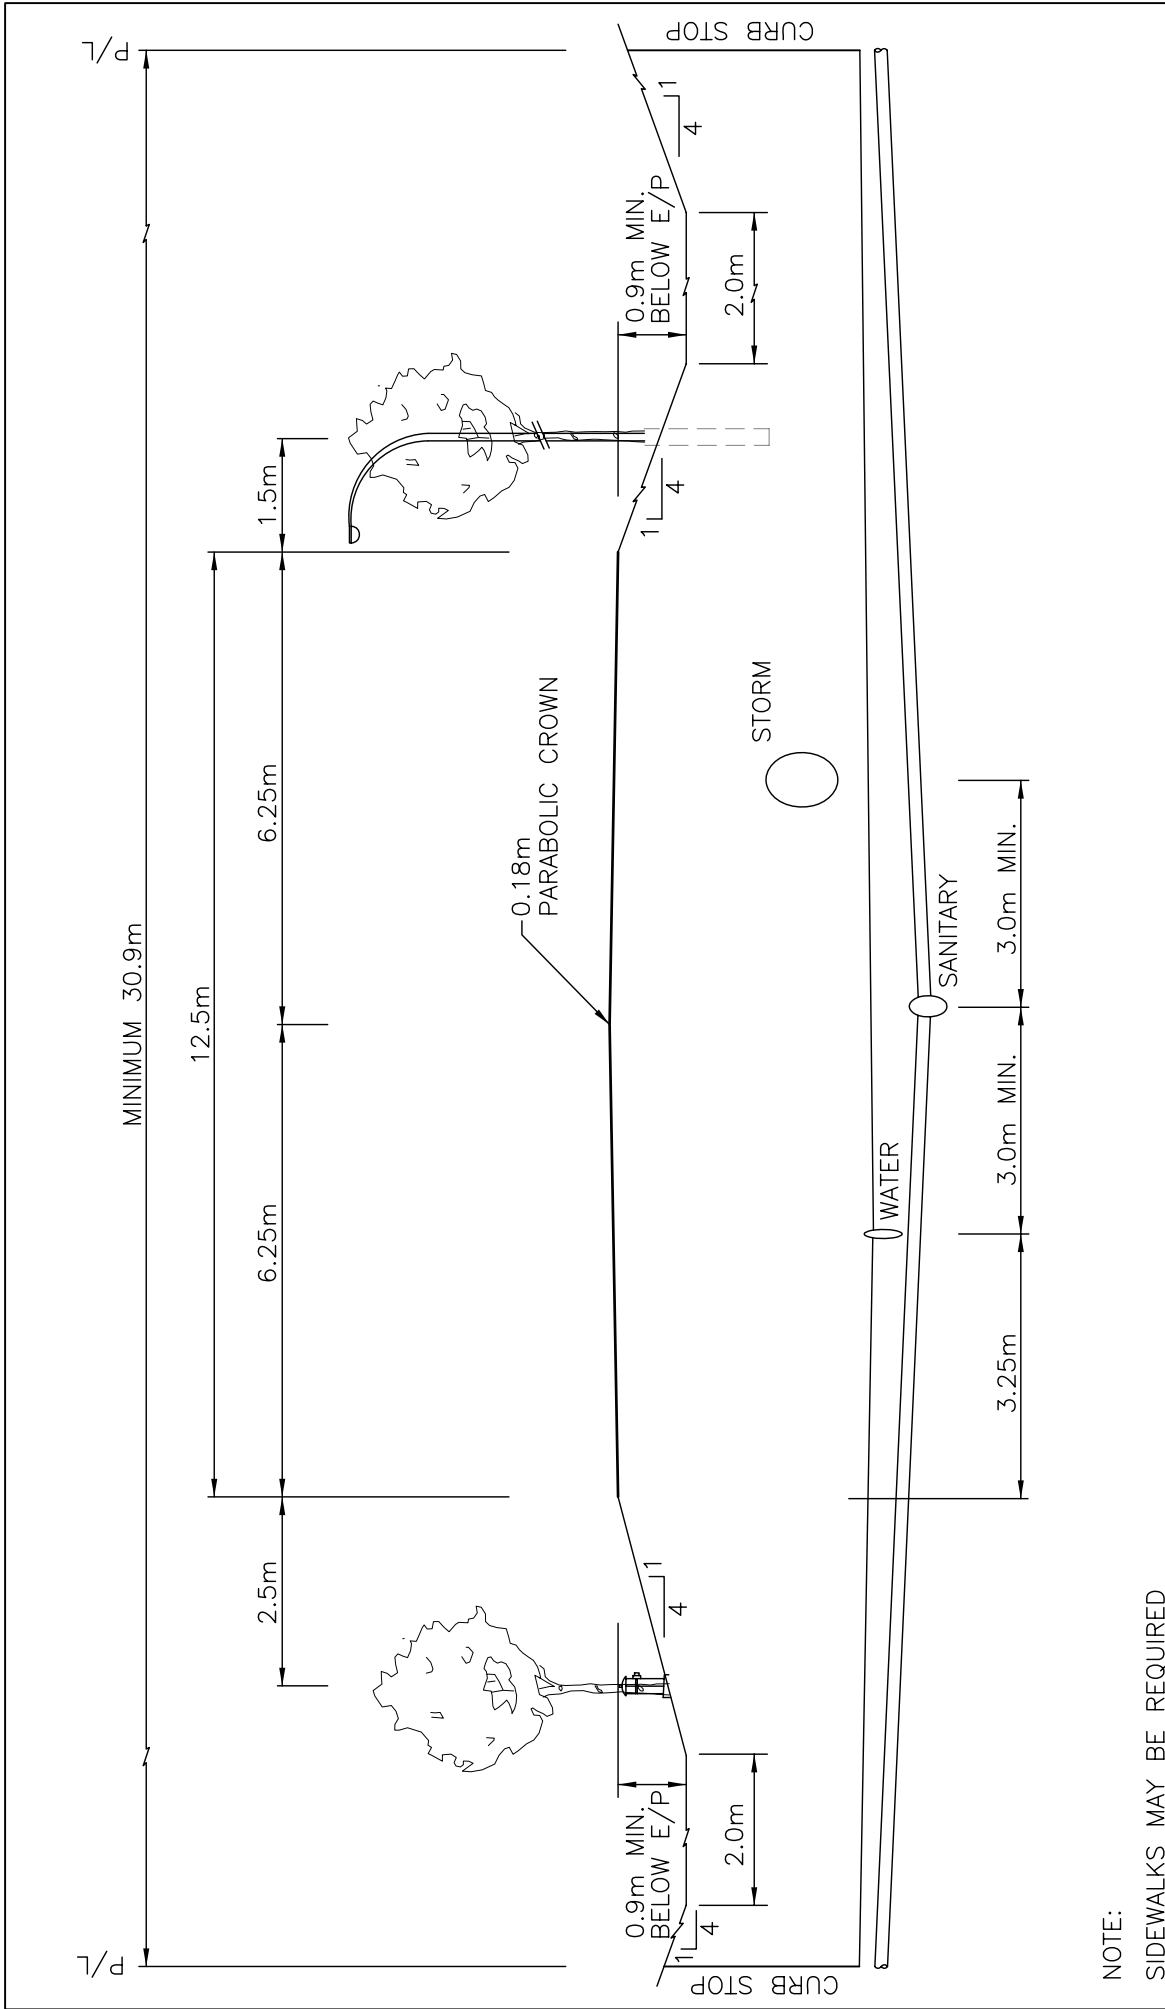 P/L
P/L
MINIMUM 30.9m
12.5m
2.5m
6.25m
6.25m
1.5m
0.18m
PARABOLIC CROWN
CURB STOP
CURB STOP
1
4
0.9m MIN.
BELOW E/P
2.0m
1
4
1
4
0.9m MIN.
BELOW E/P
2.0m
1
4
STORM
WATER
SANITARY
3.25m
3.0m MIN.
3.0m MIN.
NOTE:
SIDEWALKS MAY BE REQUIRED